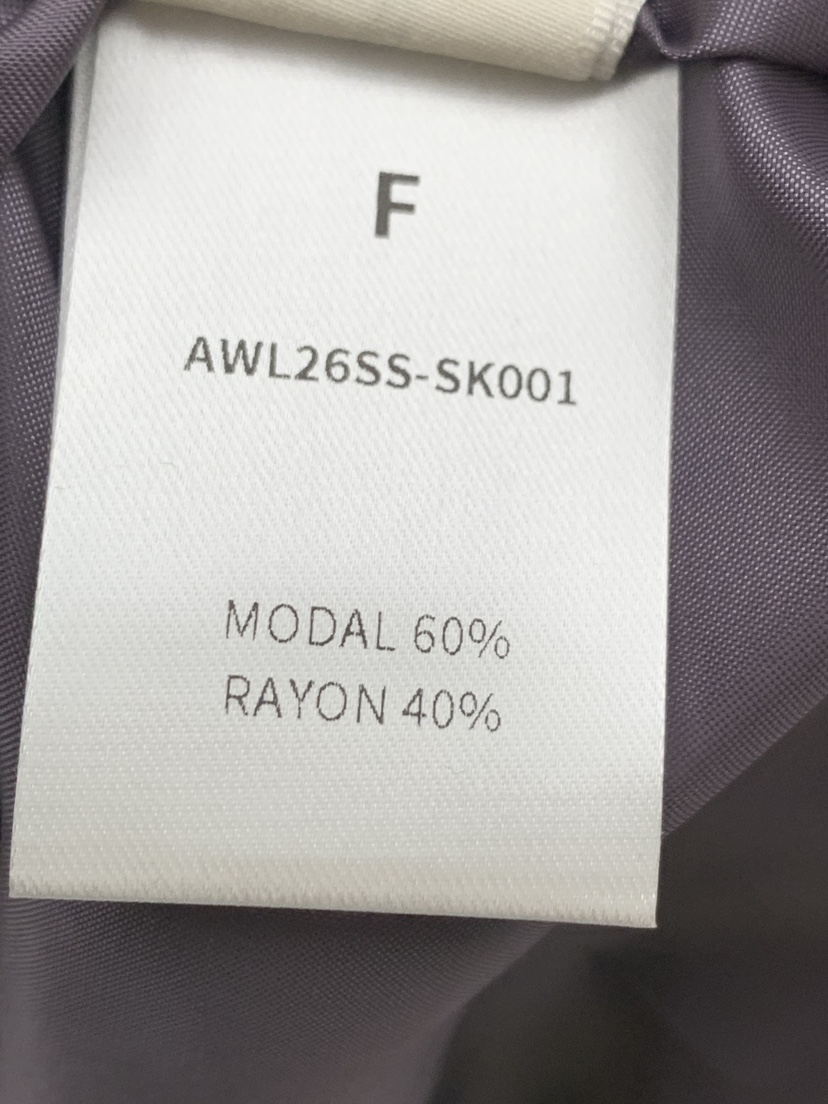 F
AWL26SS-SK001
MODAL 60%
RAYON 40%